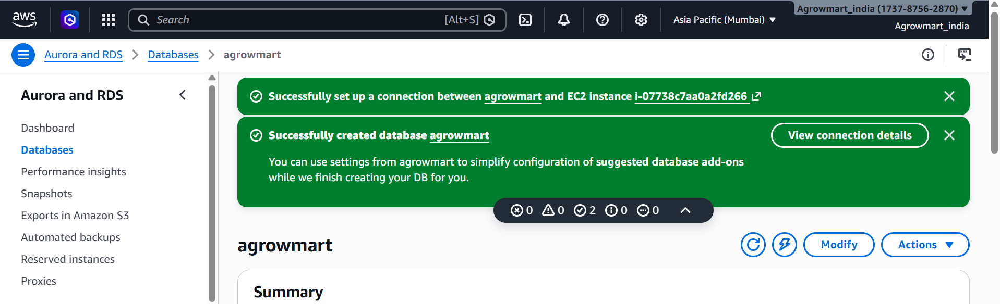 aws
Search [Alt+S]
Asia Pacific (Mumbai) ▼
Agrowmart_india (1737-8756-2870) ▼
Agrowmart_india
Aurora and RDS > Databases > agrowmart
Aurora and RDS
Dashboard
Databases
Performance insights
Snapshots
Exports in Amazon S3
Automated backups
Reserved instances
Proxies
Successfully set up a connection between agrowmart and EC2 instance i-07738c7aa0a2fd266
Successfully created database agrowmart
View connection details
You can use settings from agrowmart to simplify configuration of suggested database add-ons
while we finish creating your DB for you.
0 0 2 0 0
agrowmart
Modify
Actions ▼
Summary